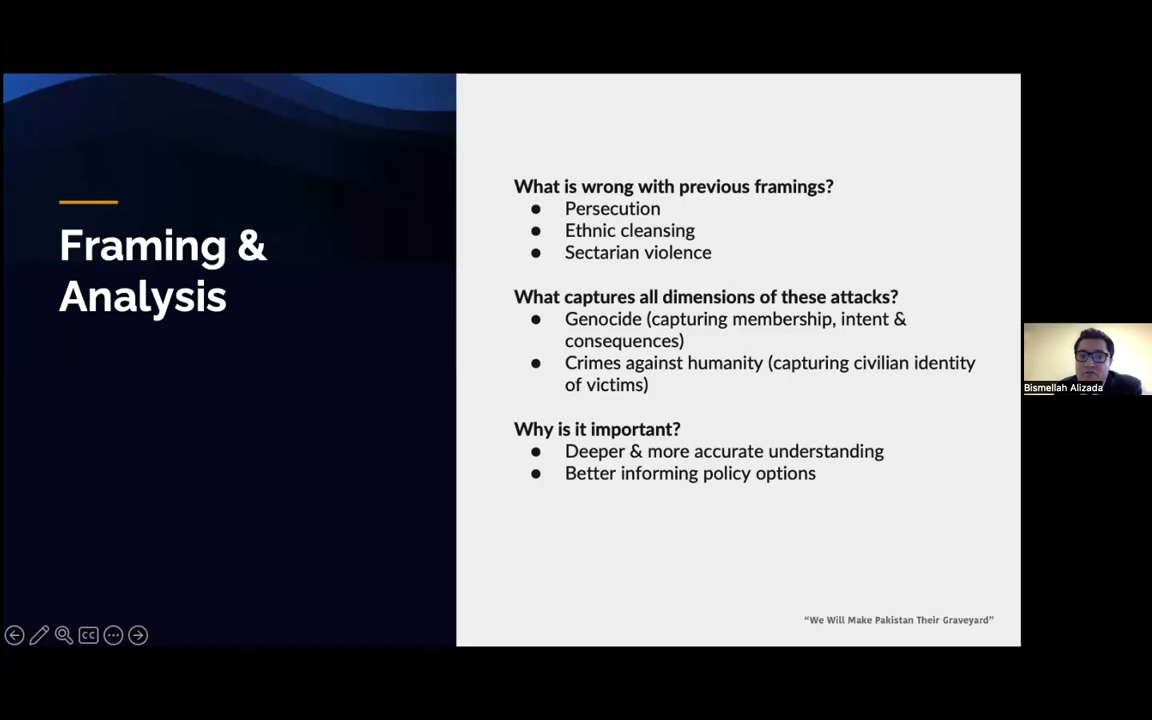 Framing &
Analysis
What is wrong with previous framings?
● Persecution
● Ethnic cleansing
● Sectarian violence
What captures all dimensions of these attacks?
● Genocide (capturing membership, intent &
consequences)
● Crimes against humanity (capturing civilian identity
of victims)
Why is it important?
● Deeper & more accurate understanding
● Better informing policy options
“We Will Make Pakistan Their Graveyard”
CC
Bismellah Alizada